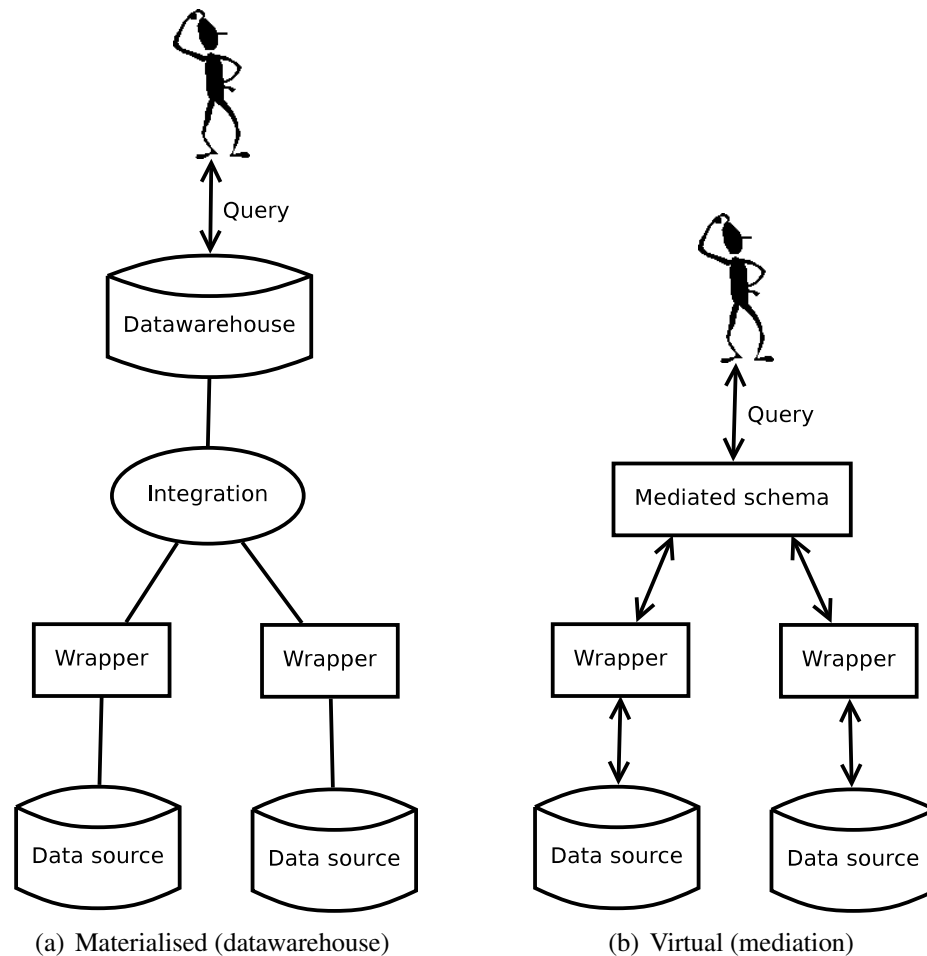 Query
Datawarehouse
Integration
Wrapper
Wrapper
Data source
Data source
(a) Materialised (datawarehouse)
Query
Mediated schema
Wrapper
Wrapper
Data source
Data source
(b) Virtual (mediation)